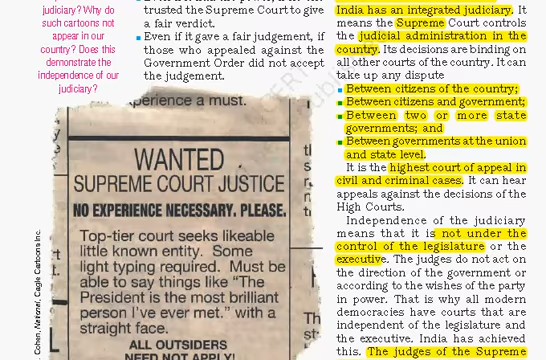 judiciary? Why do
such cartoons not
appear in our
country? Does this
demonstrate the
independence of our
judiciary?
trusted the Supreme Court to give
a fair verdict.
Even if it gave a fair judgement, if
those who appealed against the
Government Order did not accept
the judgement.
perience a must.
WANTED
SUPREME COURT JUSTICE
NO EXPERIENCE NECESSARY. PLEASE.
Top-tier court seeks likeable
little known entity. Some
light typing required. Must be
able to say things like "The
President is the most brilliant
person I've ever met." with a
straight face.
ALL OUTSIDERS
NEED NOT APPLY!
Cohen, National, Cagle Cartoons Inc.
India has an integrated judiciary. It
means the Supreme Court controls
the judicial administration in the
country. Its decisions are binding on
all other courts of the country. It can
take up any dispute
Between citizens of the country;
Between citizens and government;
Between two or more state
governments; and
Between governments at the union
and state level.
It is the highest court of appeal in
civil and criminal cases. It can hear
appeals against the decisions of the
High Courts.
Independence of the judiciary
means that it is not under the
control of the legislature or the
executive. The judges do not act on
the direction of the government or
according to the wishes of the party
in power. That is why all modern
democracies have courts that are
independent of the legislature and
the executive. India has achieved
this. The judges of the Supreme